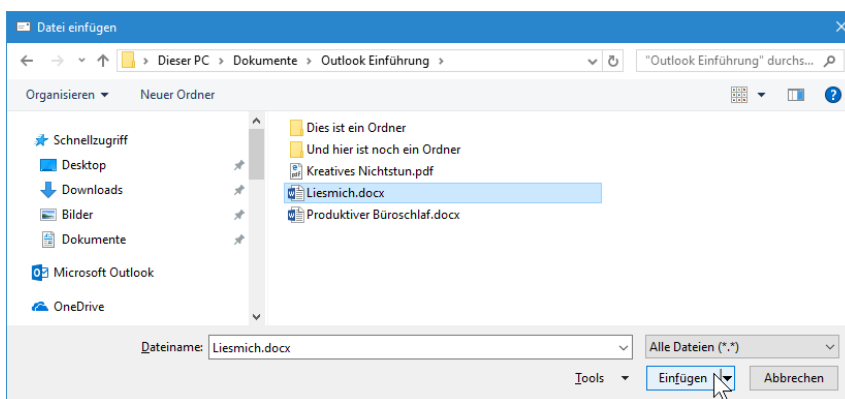 Datei einfügen
Dieser PC › Dokumente › Outlook Einführung ›
"Outlook Einführung" durchs...
Organisieren
Neuer Ordner
Schnellzugriff
Desktop
Downloads
Bilder
Dokumente
Microsoft Outlook
OneDrive
Dies ist ein Ordner
Und hier ist noch ein Ordner
Kreatives Nichtstun.pdf
Liesmich.docx
Produktiver Büroschlaf.docx
Dateiname: Liesmich.docx
Alle Dateien (*.*)
Tools
Einfügen
Abbrechen